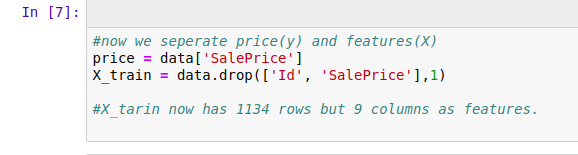 In [7]:
#now we seperate price(y) and features(X)
price = data['SalePrice']
X_train = data.drop(['Id', 'SalePrice'],1)
#X_tarin now has 1134 rows but 9 columns as features.